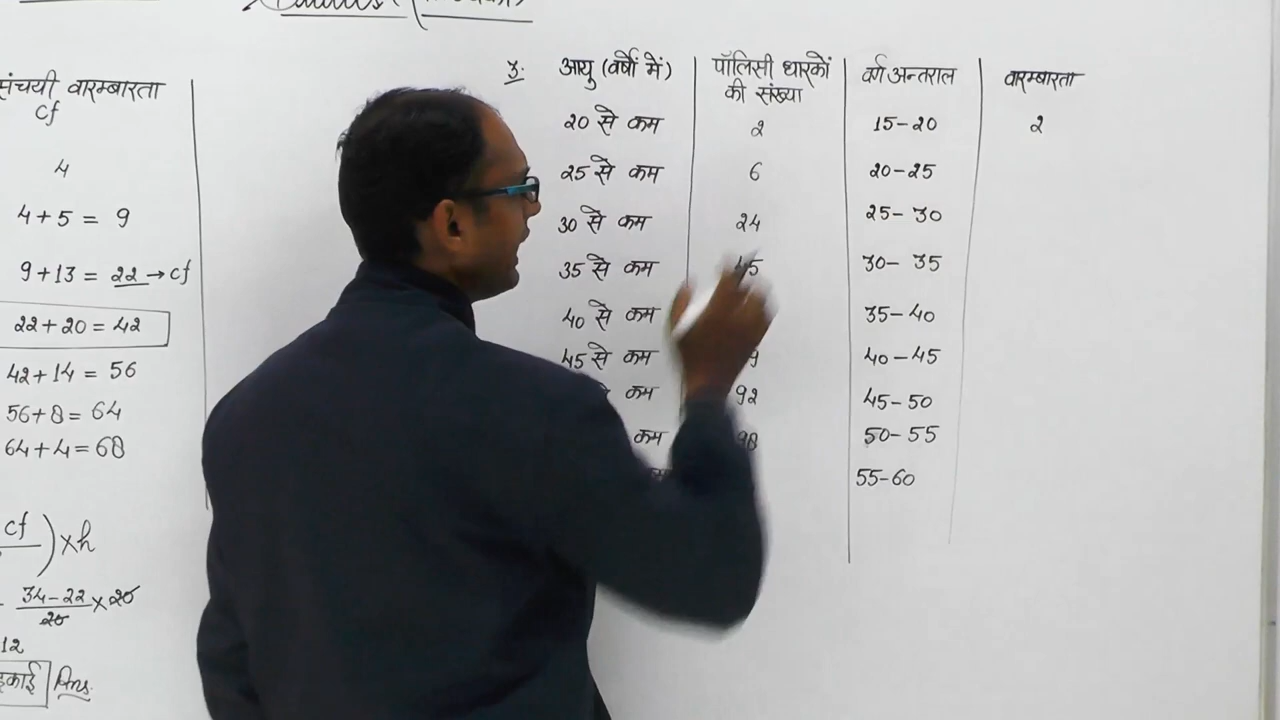 संचयी वारम्बारता
cf
4
4 + 5 = 9
9 + 13 = 22 → cf
22 + 20 = 42
42 + 14 = 56
56 + 8 = 64
64 + 4 = 68
cf ) × h
34 - 22 × 20
20
12
इकाई Ans.
3. आयु (वर्षो में) पॉलिसी धारकों की संख्या वर्ग अन्तराल वारम्बारता
20 से कम 2 15 - 20 2
25 से कम 6 20 - 25
30 से कम 24 25 - 30
35 से कम 45 30 - 35
40 से कम 35 - 40
45 से कम 9 40 - 45
कम 92 45 - 50
कम 98 50 - 55
55 - 60